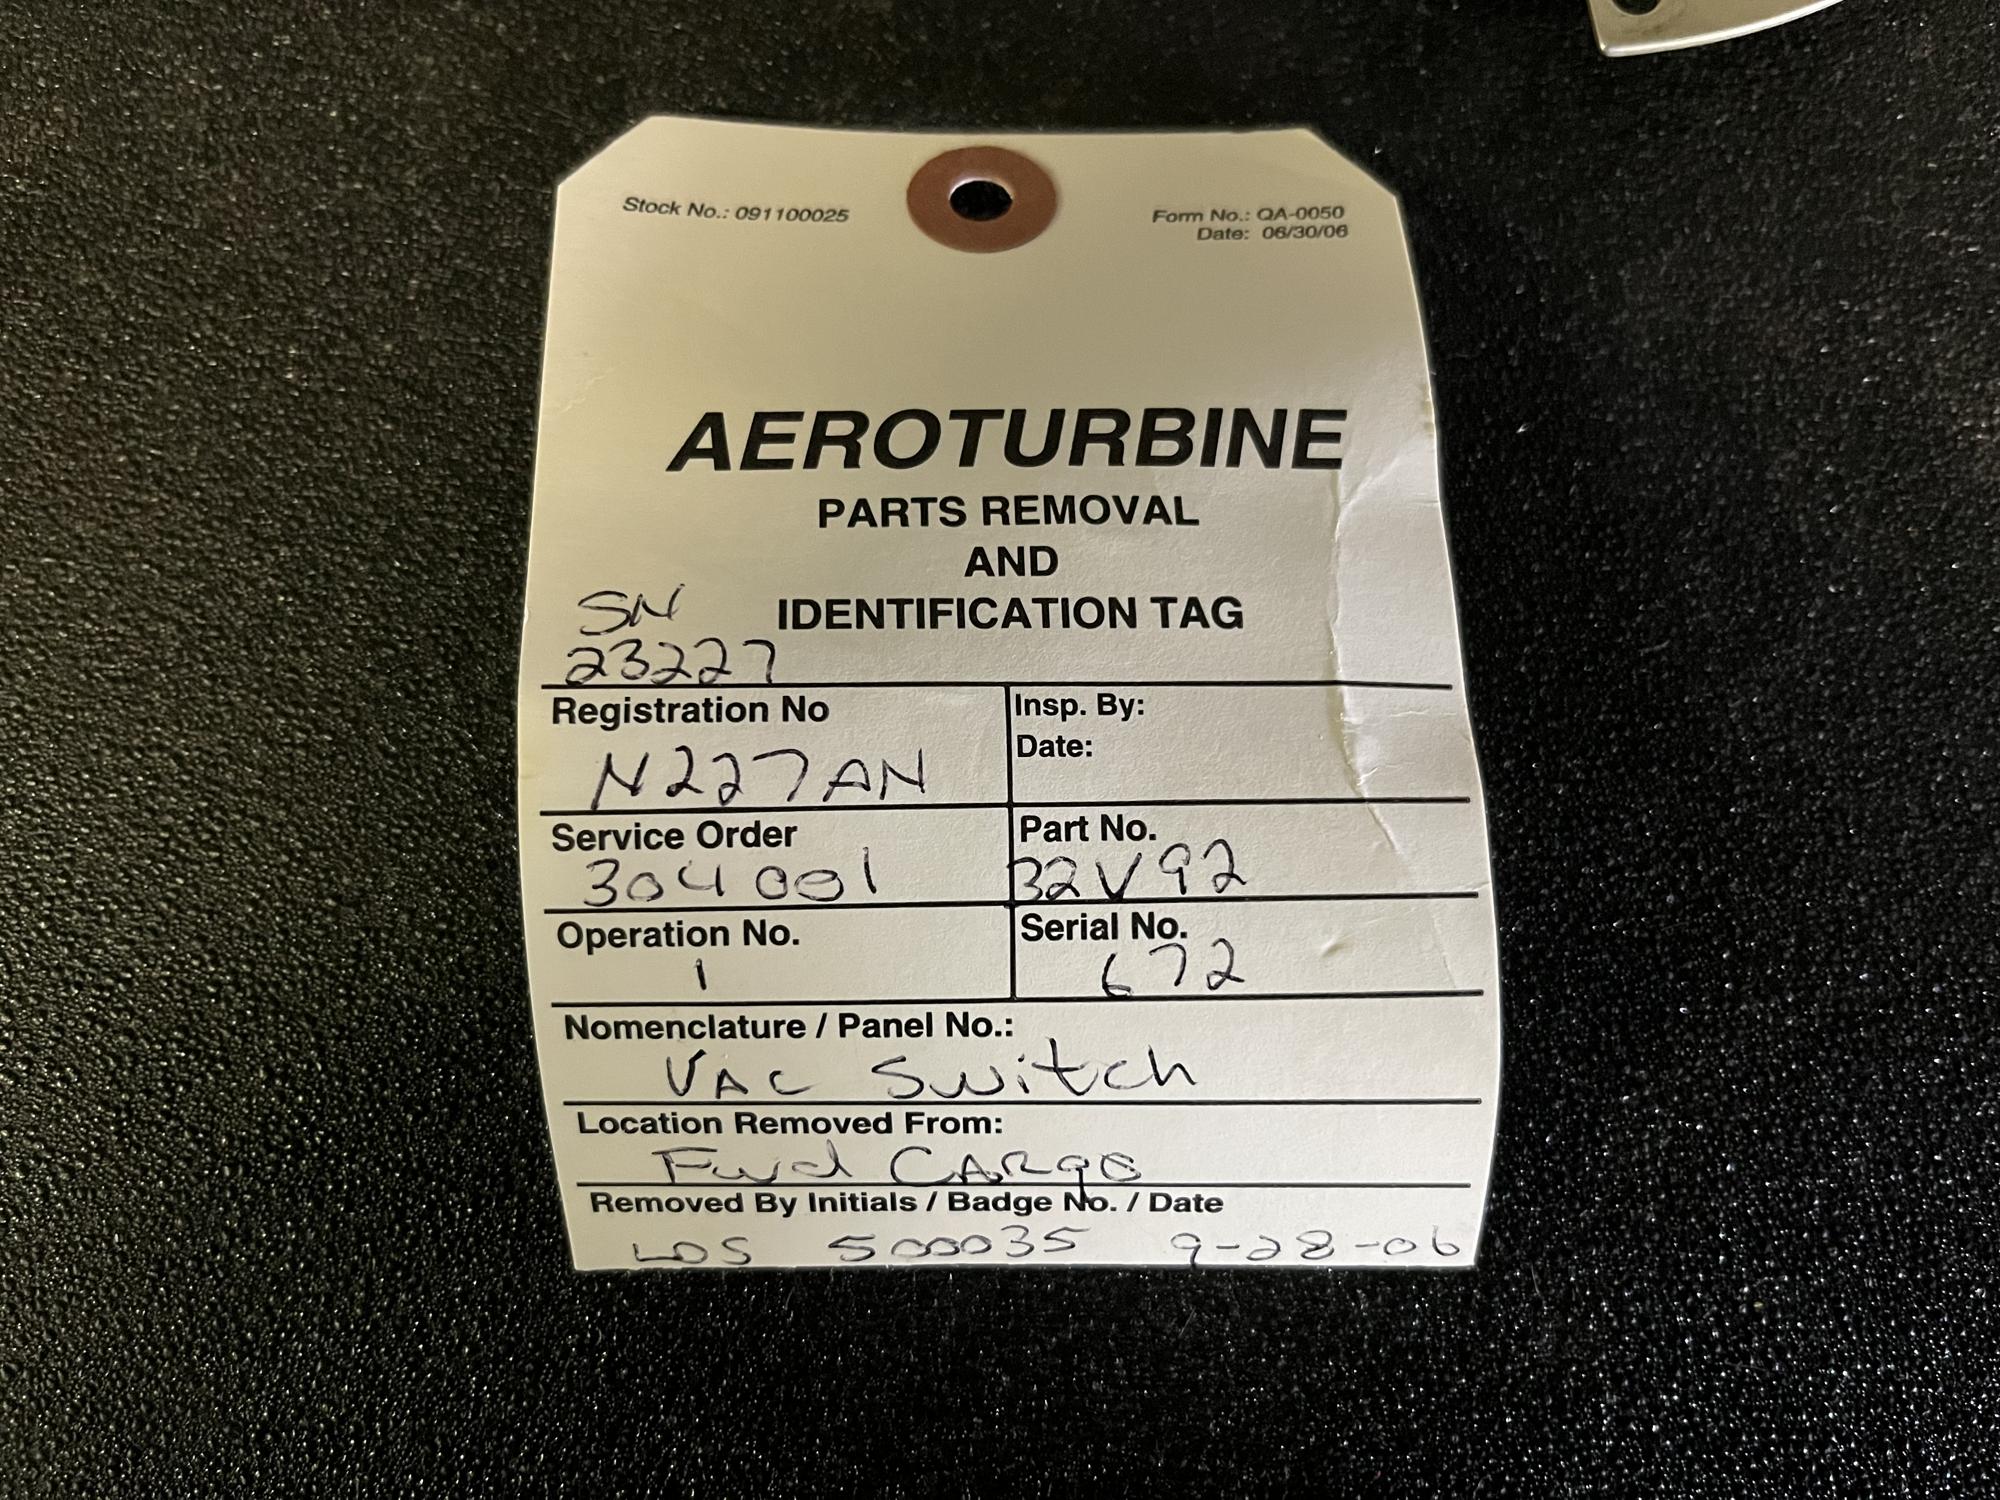 Stock No.: 091100025
Form No.: QA-0050
Date: 06/30/06
AEROTURBINE
PARTS REMOVAL
AND
IDENTIFICATION TAG
SN
23227
Registration No
N227AN
Insp. By:
Date:
Service Order
304001
Part No.
32V92
Operation No.
1
Serial No.
672
Nomenclature / Panel No.:
VAC Switch
Location Removed From:
Fwd CARgo
Removed By Initials / Badge No. / Date
LOS 500035 9-28-06